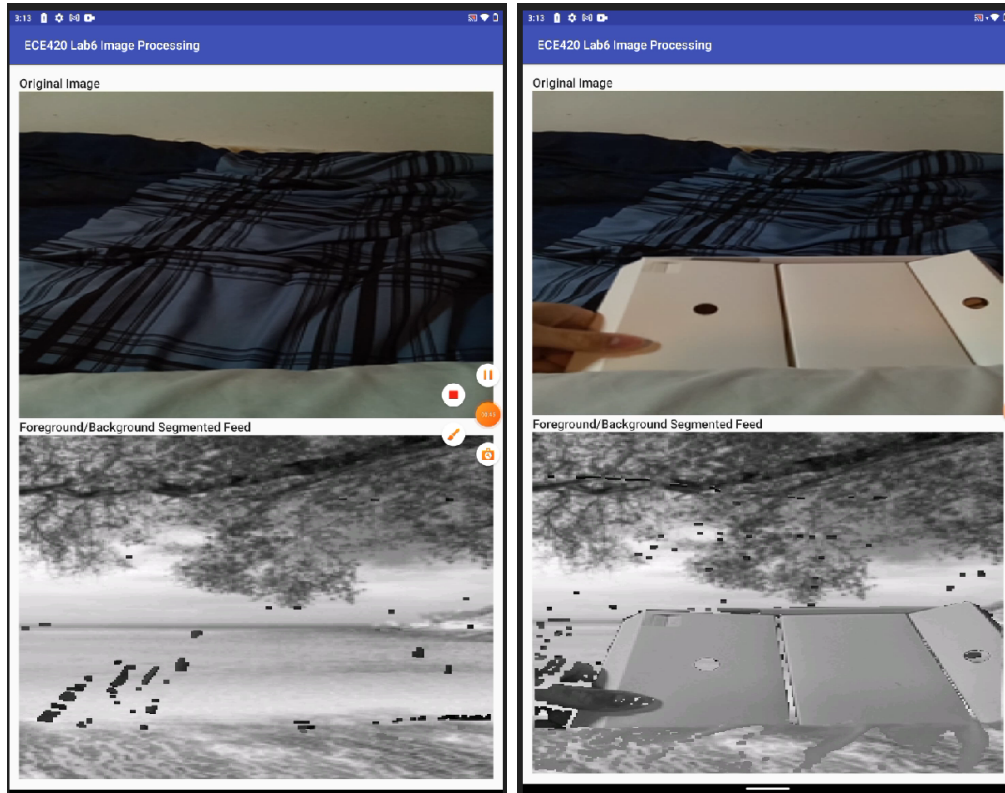 3:13
ECE420 Lab6 Image Processing
Original Image
Foreground/Background Segmented Feed
3:13
ECE420 Lab6 Image Processing
Original Image
Foreground/Background Segmented Feed